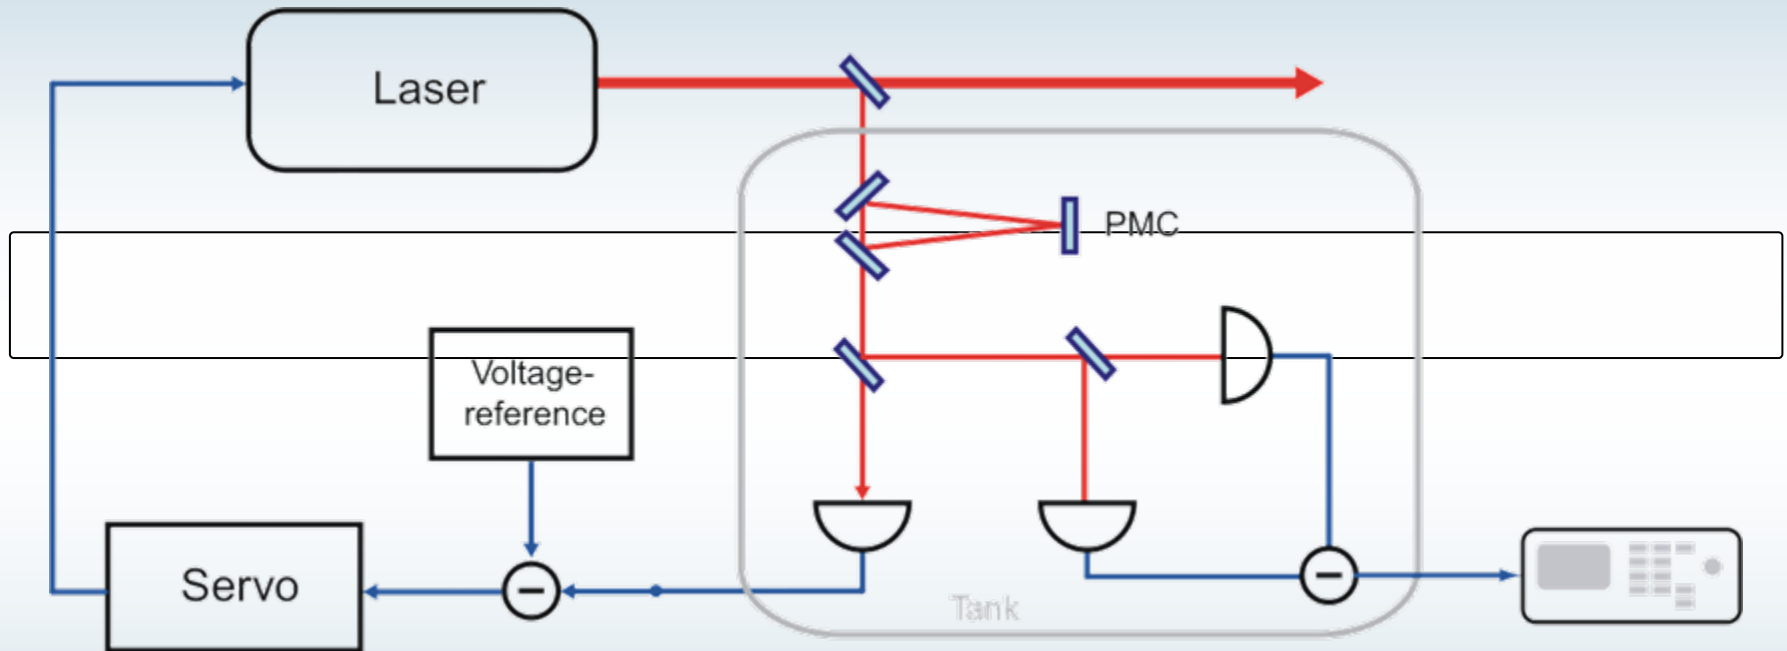 Laser
PMC
Voltage-
reference
Servo
Tank